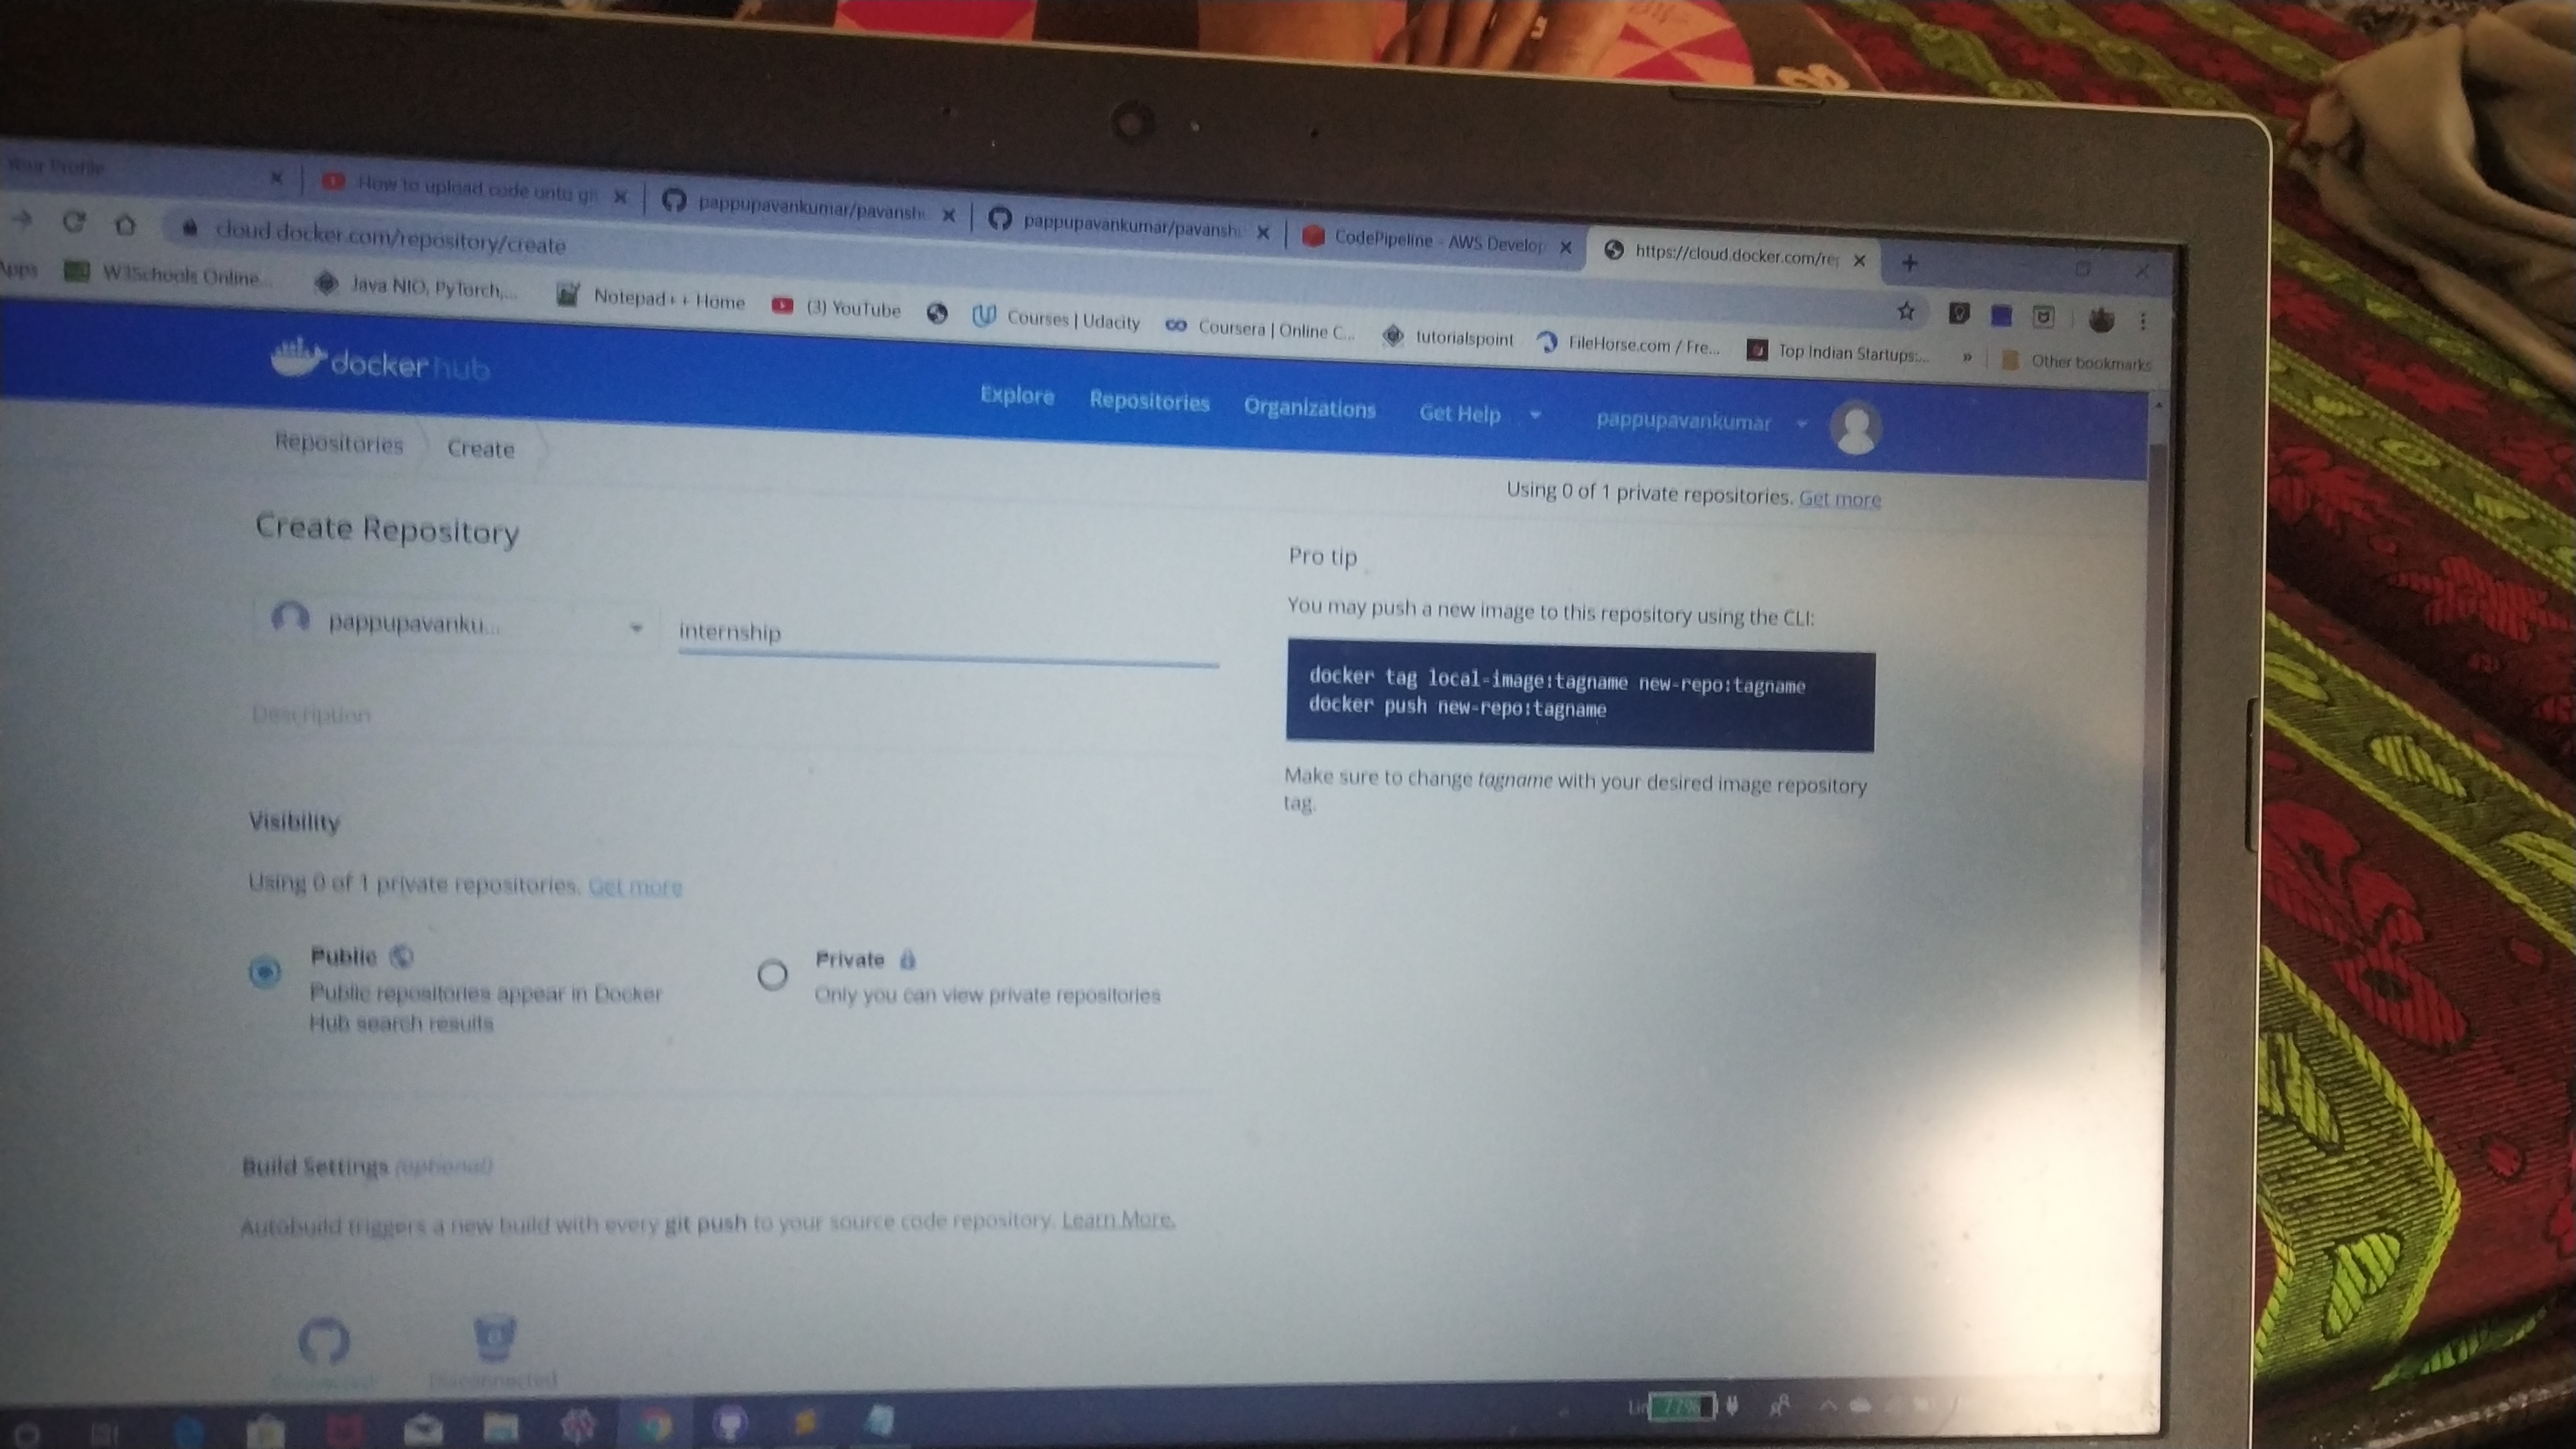 Your Profile
How to upload code onto gi
pappupavankumar/pavansh
pappupavankumar/pavansh
CodePipeline - AWS Develop
https://cloud.docker.com/re
cloud.docker.com/repository/create
Apps
W3Schools Online...
Java NIO, PyTorch,...
Notepad++ Home
(3) YouTube
Courses | Udacity
Coursera | Online C...
tutorialspoint
FileHorse.com / Fre...
Top Indian Startups:...
»
Other bookmarks
docker hub
Explore
Repositories
Organizations
Get Help
pappupavankumar
Repositories
Create
Using 0 of 1 private repositories. Get more
Create Repository
pappupavanku...
internship
Description
Pro tip
You may push a new image to this repository using the CLI:
docker tag local-image:tagname new-repo:tagname
docker push new-repo:tagname
Make sure to change tagname with your desired image repository
tag.
Visibility
Using 0 of 1 private repositories. Get more
Public
Public repositories appear in Docker
Hub search results
Private
Only you can view private repositories
Build Settings (optional)
Autobuild triggers a new build with every git push to your source code repository. Learn More.
Connected
Disconnected
77%